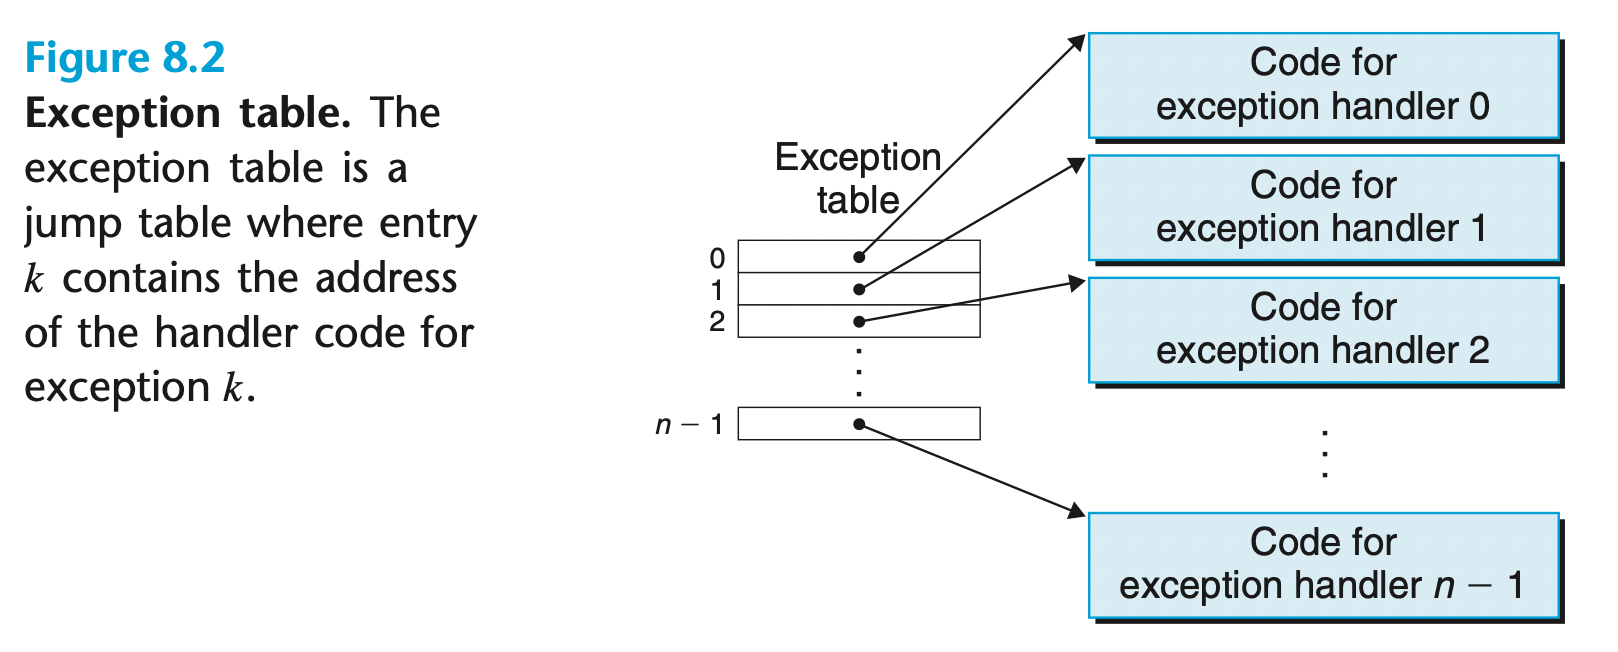 Figure 8.2
Exception table. The
exception table is a
jump table where entry
k contains the address
of the handler code for
exception k.
Exception
table
0
1
2
n − 1
Code for
exception handler 0
Code for
exception handler 1
Code for
exception handler 2
Code for
exception handler n − 1